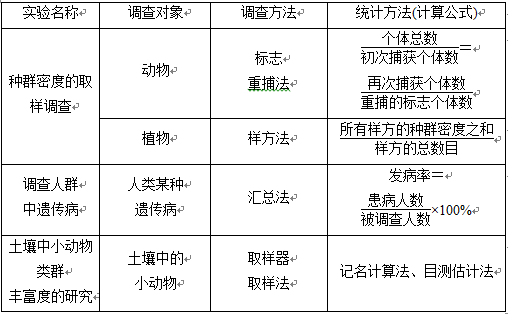 实验名称 调查对象 调查方法 统计方法(计算公式)
种群密度的取
样调查
动物
标志
重捕法
个体总数
初次捕获个体数
＝
再次捕获个体数
重捕的标志个体数
植物 样方法
所有样方的种群密度之和
样方的总数目
调查人群
中遗传病
人类某种
遗传病
汇总法
发病率＝
患病人数
被调查人数
×100%
土壤中小动物
类群
丰富度的研究
土壤中的
小动物
取样器
取样法
记名计算法、目测估计法